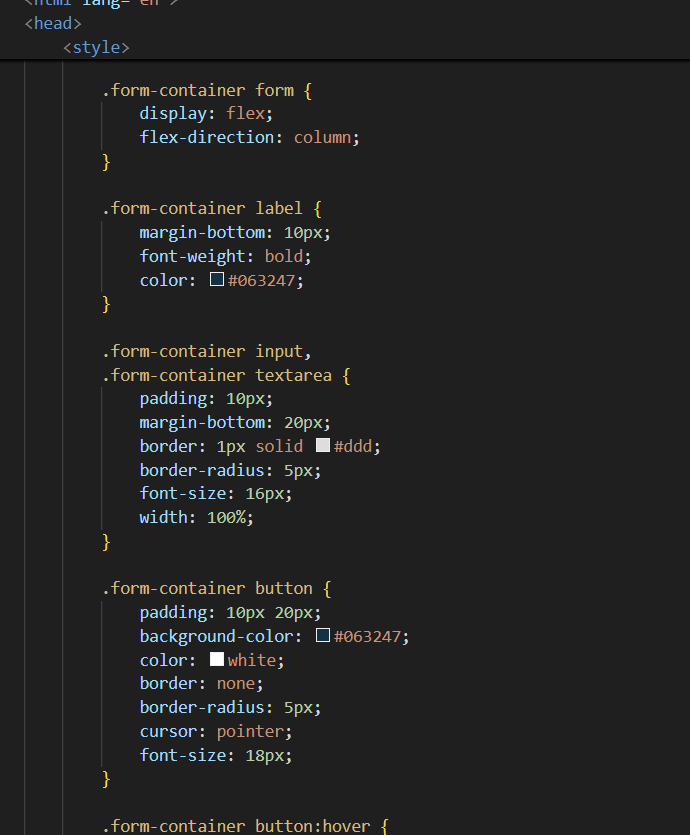 <html lang="en">
<head>
<style>
.form-container form {
display: flex;
flex-direction: column;
}
.form-container label {
margin-bottom: 10px;
font-weight: bold;
color: #063247;
}
.form-container input,
.form-container textarea {
padding: 10px;
margin-bottom: 20px;
border: 1px solid #ddd;
border-radius: 5px;
font-size: 16px;
width: 100%;
}
.form-container button {
padding: 10px 20px;
background-color: #063247;
color: white;
border: none;
border-radius: 5px;
cursor: pointer;
font-size: 18px;
}
.form-container button:hover {